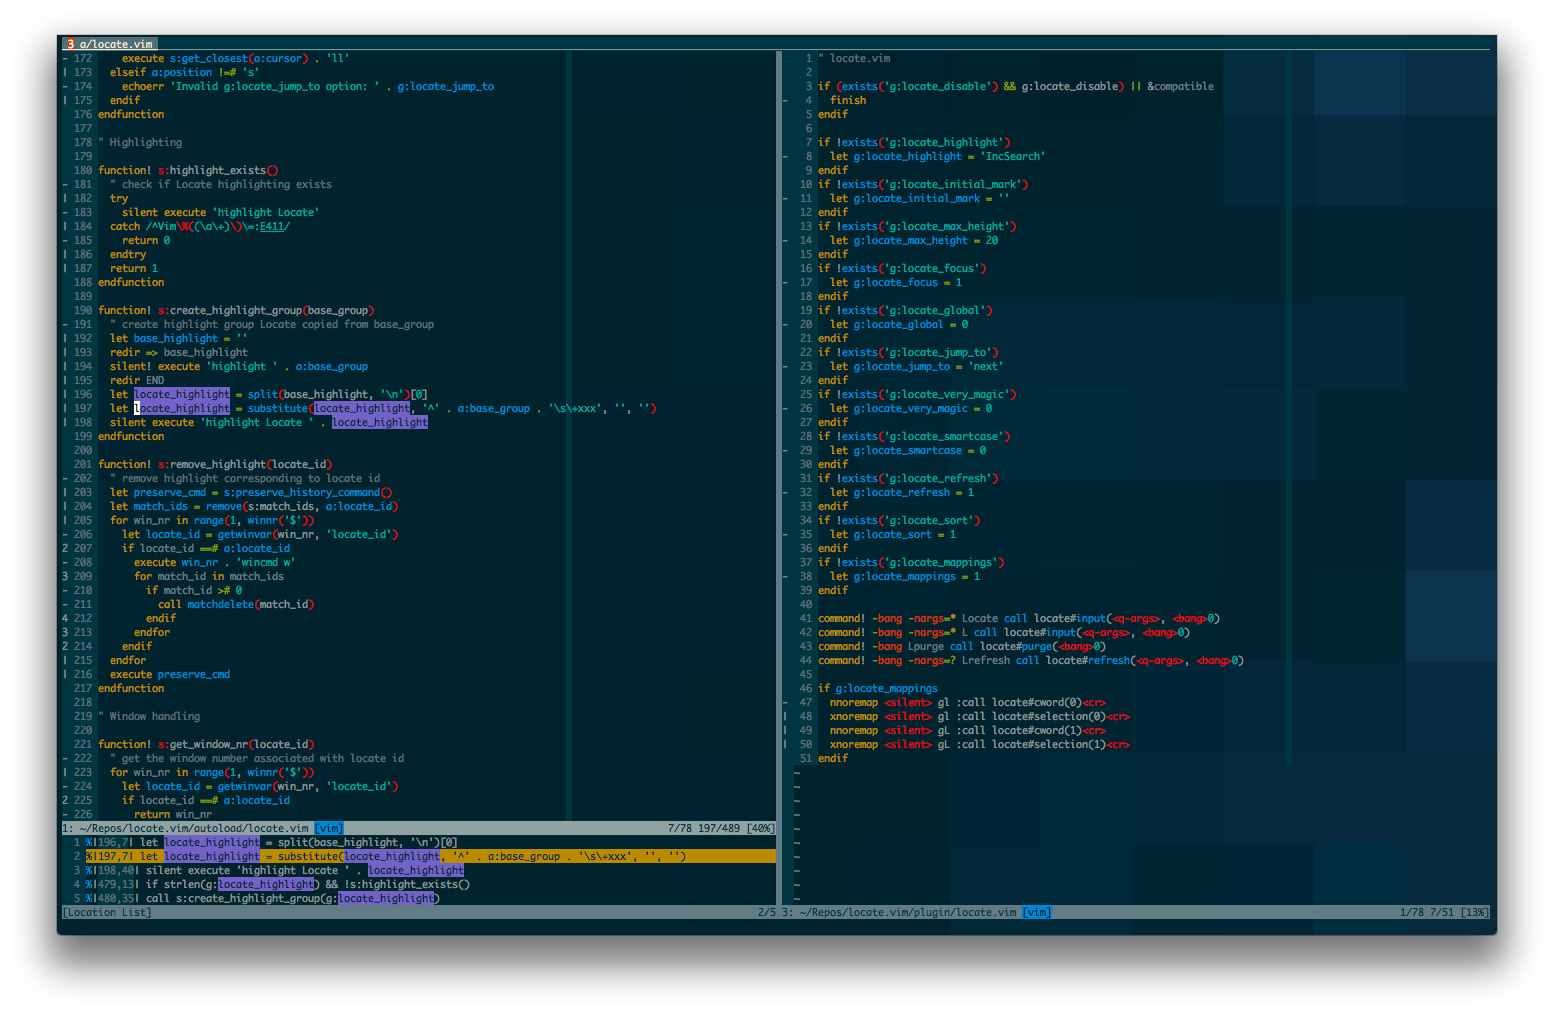 3 a/locate.vim
- 172     execute s:get_closest(a:cursor) . 'll'
| 173   elseif a:position !=# 's'
- 174     echoerr 'Invalid g:locate_jump_to option: ' . g:locate_jump_to
| 175   endif
  176 endfunction
  177
  178 " Highlighting
  179
  180 function! s:highlight_exists()
- 181   " check if Locate highlighting exists
| 182   try
- 183     silent execute 'highlight Locate'
| 184   catch /^Vim\%((\a\+)\)\=:E411/
- 185     return 0
| 186   endtry
| 187   return 1
  188 endfunction
  189
  190 function! s:create_highlight_group(base_group)
- 191   " create highlight group Locate copied from base_group
| 192   let base_highlight = ''
| 193   redir => base_highlight
| 194   silent! execute 'highlight ' . a:base_group
| 195   redir END
| 196   let locate_highlight = split(base_highlight, '\n')[0]
| 197   let locate_highlight = substitute(locate_highlight, '^' . a:base_group . '\s\+xxx', '', '')
| 198   silent execute 'highlight Locate ' . locate_highlight
  199 endfunction
  200
  201 function! s:remove_highlight(locate_id)
- 202   " remove highlight corresponding to locate id
| 203   let preserve_cmd = s:preserve_history_command()
| 204   let match_ids = remove(s:match_ids, a:locate_id)
| 205   for win_nr in range(1, winnr('$'))
- 206     let locate_id = getwinvar(win_nr, 'locate_id')
2 207     if locate_id ==# a:locate_id
- 208       execute win_nr . 'wincmd w'
3 209       for match_id in match_ids
- 210         if match_id ># 0
- 211           call matchdelete(match_id)
4 212         endif
3 213       endfor
2 214     endif
| 215   endfor
| 216   execute preserve_cmd
  217 endfunction
  218
  219 " Window handling
  220
  221 function! s:get_window_nr(locate_id)
- 222   " get the window number associated with locate id
| 223   for win_nr in range(1, winnr('$'))
- 224     let locate_id = getwinvar(win_nr, 'locate_id')
2 225     if locate_id ==# a:locate_id
- 226       return win_nr
1: ~/Repos/locate.vim/autoload/locate.vim [vim] 7/78 197/489 [40%]
1 %|196,7| let locate_highlight = split(base_highlight, '\n')[0]
2 %|197,7| let locate_highlight = substitute(locate_highlight, '^' . a:base_group . '\s\+xxx', '', '')
3 %|198,40| silent execute 'highlight Locate ' . locate_highlight
4 %|479,13| if strlen(g:locate_highlight) && !s:highlight_exists()
5 %|480,35| call s:create_highlight_group(g:locate_highlight)
[Location List] 2/5
  1 " locate.vim
  2
  3 if (exists('g:locate_disable') && g:locate_disable) || &compatible
- 4   finish
  5 endif
  6
  7 if !exists('g:locate_highlight')
- 8   let g:locate_highlight = 'IncSearch'
  9 endif
  10 if !exists('g:locate_initial_mark')
- 11   let g:locate_initial_mark = ''
  12 endif
  13 if !exists('g:locate_max_height')
- 14   let g:locate_max_height = 20
  15 endif
  16 if !exists('g:locate_focus')
- 17   let g:locate_focus = 1
  18 endif
  19 if !exists('g:locate_global')
- 20   let g:locate_global = 0
  21 endif
  22 if !exists('g:locate_jump_to')
- 23   let g:locate_jump_to = 'next'
  24 endif
  25 if !exists('g:locate_very_magic')
- 26   let g:locate_very_magic = 0
  27 endif
  28 if !exists('g:locate_smartcase')
- 29   let g:locate_smartcase = 0
  30 endif
  31 if !exists('g:locate_refresh')
- 32   let g:locate_refresh = 1
  33 endif
  34 if !exists('g:locate_sort')
- 35   let g:locate_sort = 1
  36 endif
  37 if !exists('g:locate_mappings')
- 38   let g:locate_mappings = 1
  39 endif
  40
  41 command! -bang -nargs=* Locate call locate#input(<q-args>, <bang>0)
  42 command! -bang -nargs=* L call locate#input(<q-args>, <bang>0)
  43 command! -bang Lpurge call locate#purge(<bang>0)
  44 command! -bang -nargs=? Lrefresh call locate#refresh(<q-args>, <bang>0)
  45
  46 if g:locate_mappings
- 47   nnoremap <silent> gl :call locate#cword(0)<cr>
| 48   xnoremap <silent> gl :call locate#selection(0)<cr>
| 49   nnoremap <silent> gL :call locate#cword(1)<cr>
| 50   xnoremap <silent> gL :call locate#selection(1)<cr>
  51 endif
~
~
~
~
~
~
~
~
~
~
3: ~/Repos/locate.vim/plugin/locate.vim [vim] 1/78 7/51 [13%]